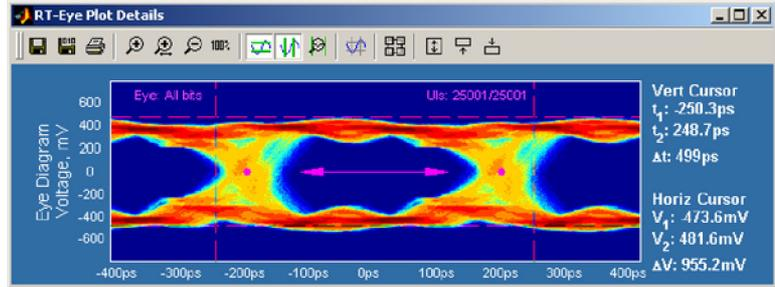 RT-Eye Plot Details
100%
Eye: All bits
UIs: 25001/25001
Eye Diagram
Voltage, mV
600
400
200
0
-200
-400
-600
-400ps
-300ps
-200ps
-100ps
0ps
100ps
200ps
300ps
400ps
Vert Cursor
t1: -250.3ps
t2: 248.7ps
Δt: 499ps
Horiz Cursor
V1: -473.6mV
V2: 481.6mV
ΔV: 955.2mV